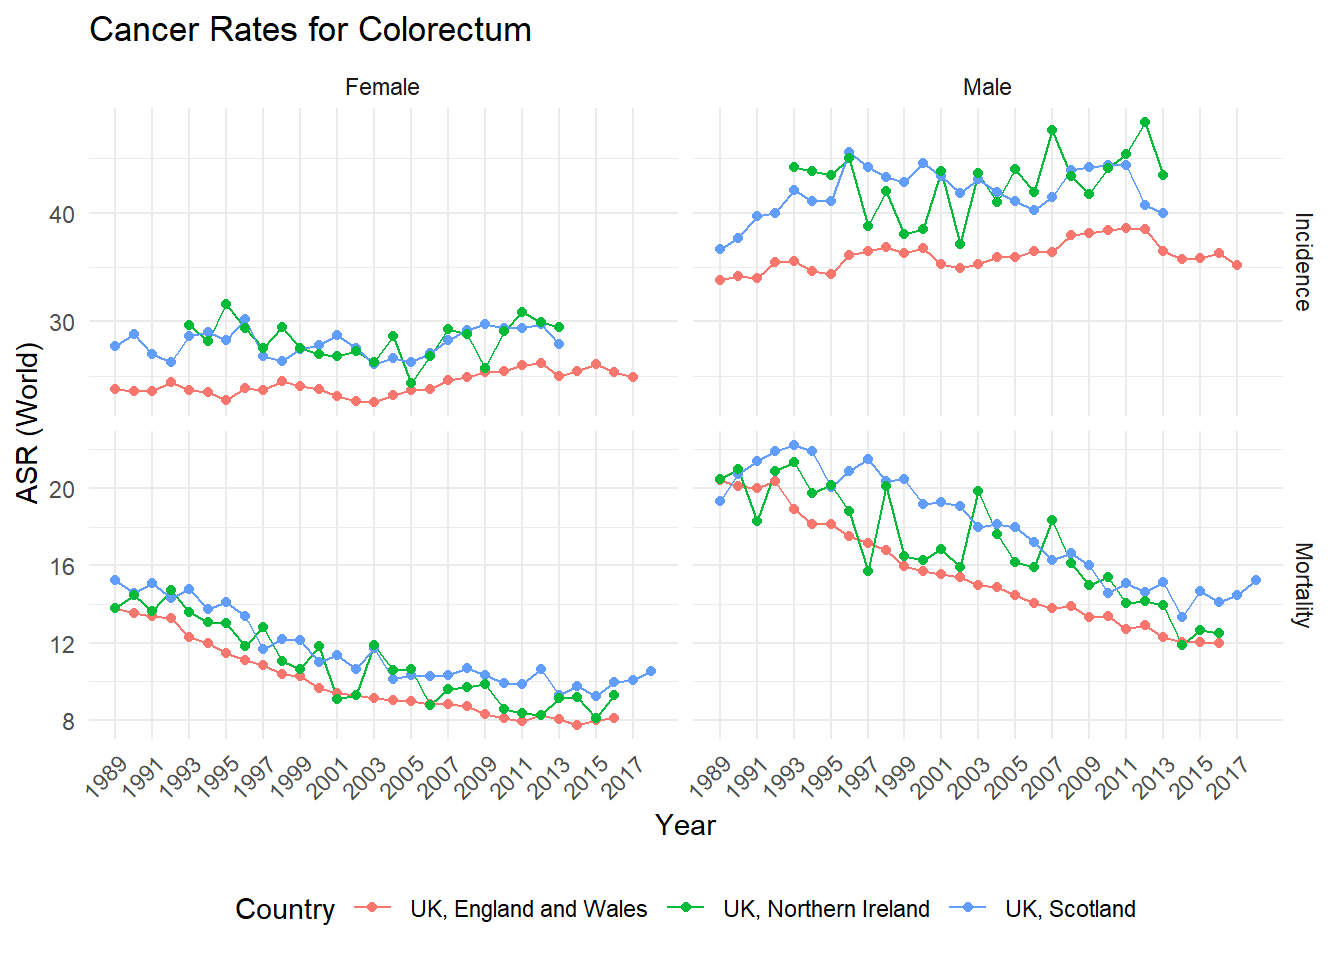 Cancer Rates for Colorectum
Female
Male
40
30
Incidence
ASR (World)
20
16
12
8
Mortality
1989 1991 1993 1995 1997 1999 2001 2003 2005 2007 2009 2011 2013 2015 2017
1989 1991 1993 1995 1997 1999 2001 2003 2005 2007 2009 2011 2013 2015 2017
Year
Country UK, England and Wales UK, Northern Ireland UK, Scotland